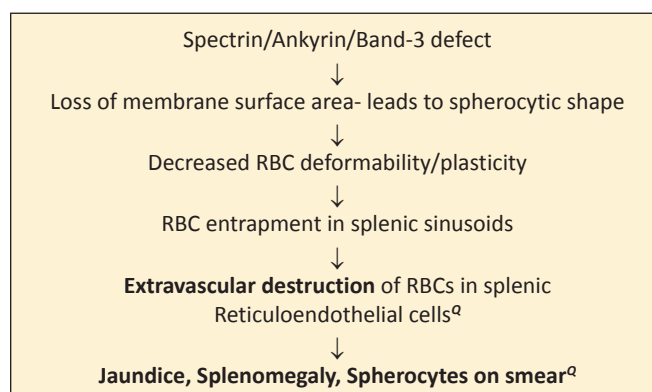 Spectrin/Ankyrin/Band-3 defect
↓
Loss of membrane surface area- leads to spherocytic shape
↓
Decreased RBC deformability/plasticity
↓
RBC entrapment in splenic sinusoids
↓
Extravascular destruction of RBCs in splenic
Reticuloendothelial cellsQ
↓
Jaundice, Splenomegaly, Spherocytes on smearQ